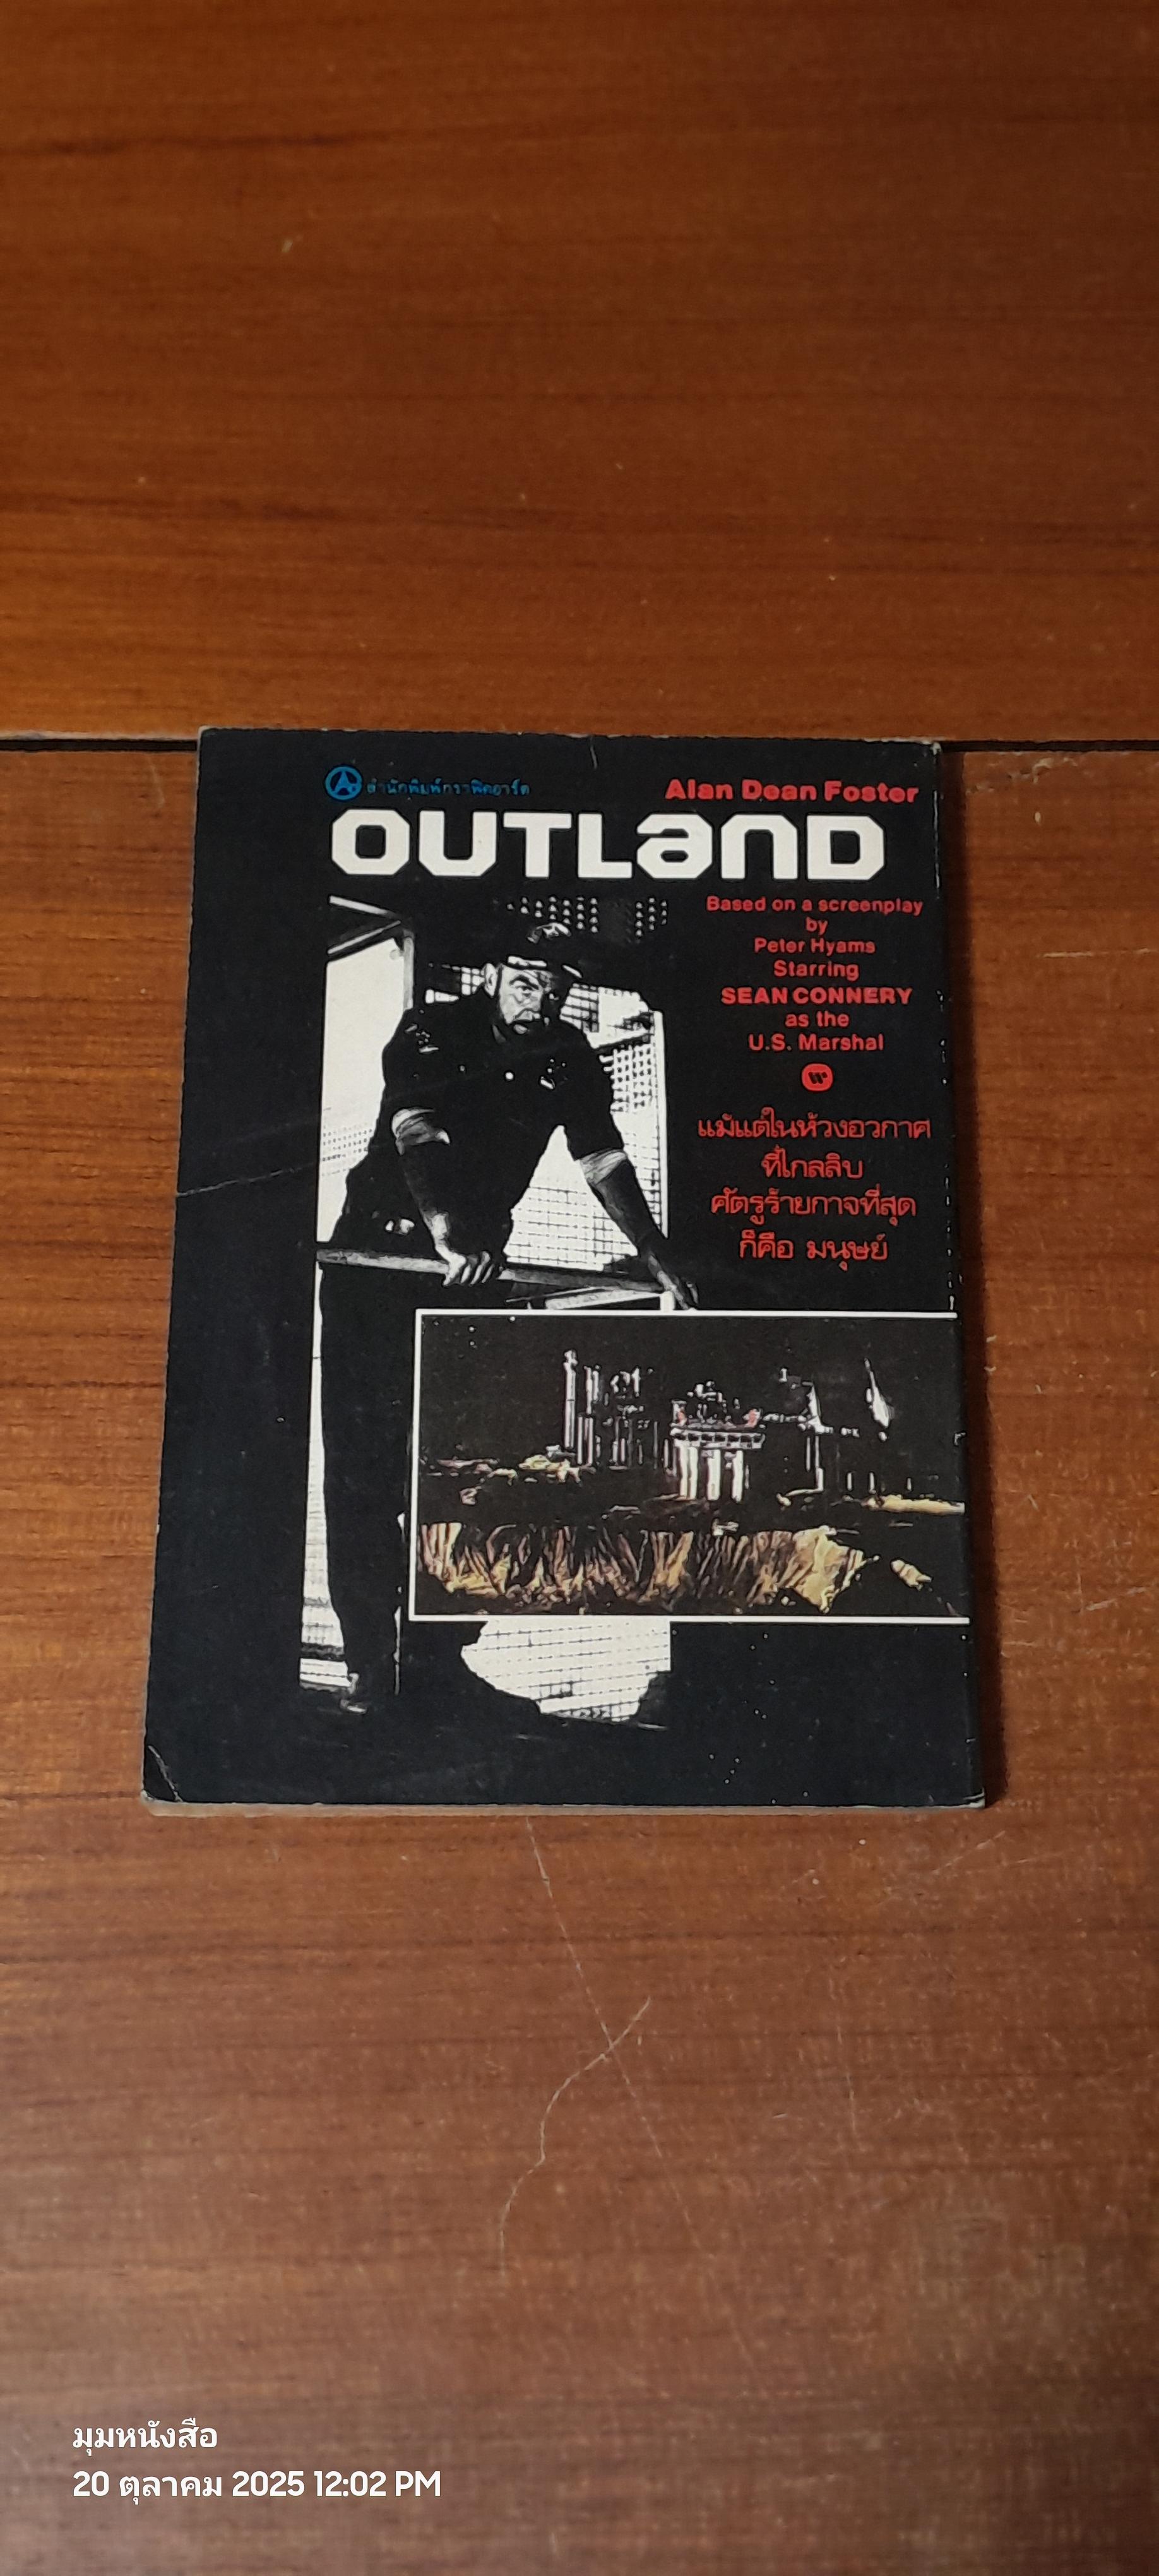 สำนักพิมพ์กราฟิคอาร์ต
Alan Dean Foster
OUTLAND
Based on a screenplay
by
Peter Hyams
Starring
SEAN CONNERY
as the
U.S. Marshal
แม้แต่ในห้วงอวกาศ
ที่ไกลลิบ
ศัตรูร้ายกาจที่สุด
ก็คือ มนุษย์
มุมหนังสือ
20 ตุลาคม 2025 12:02 PM